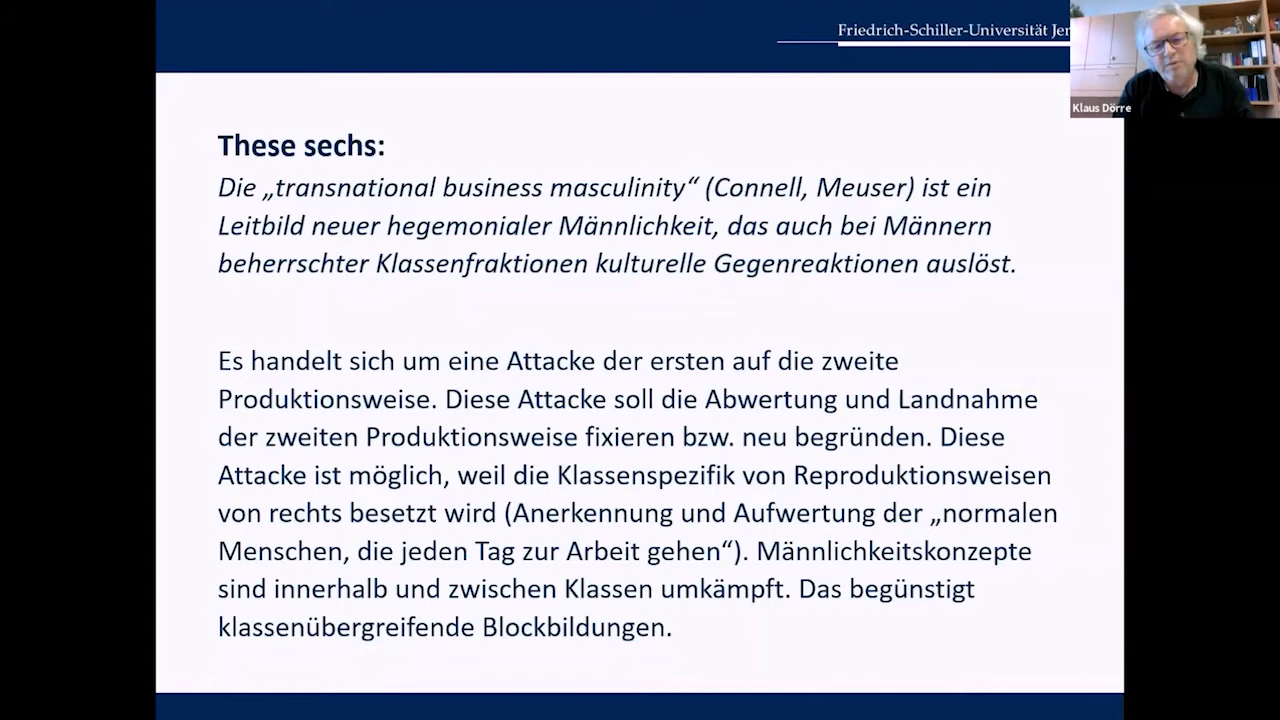 Friedrich-Schiller-Universität
Klaus Dörre
These sechs:
Die „transnational business masculinity“ (Connell, Meuser) ist ein
Leitbild neuer hegemonialer Männlichkeit, das auch bei Männern
beherrschter Klassenfraktionen kulturelle Gegenreaktionen auslöst.
Es handelt sich um eine Attacke der ersten auf die zweite
Produktionsweise. Diese Attacke soll die Abwertung und Landnahme
der zweiten Produktionsweise fixieren bzw. neu begründen. Diese
Attacke ist möglich, weil die Klassenspezifik von Reproduktionsweisen
von rechts besetzt wird (Anerkennung und Aufwertung der „normalen
Menschen, die jeden Tag zur Arbeit gehen“). Männlichkeitskonzepte
sind innerhalb und zwischen Klassen umkämpft. Das begünstigt
klassenübergreifende Blockbildungen.